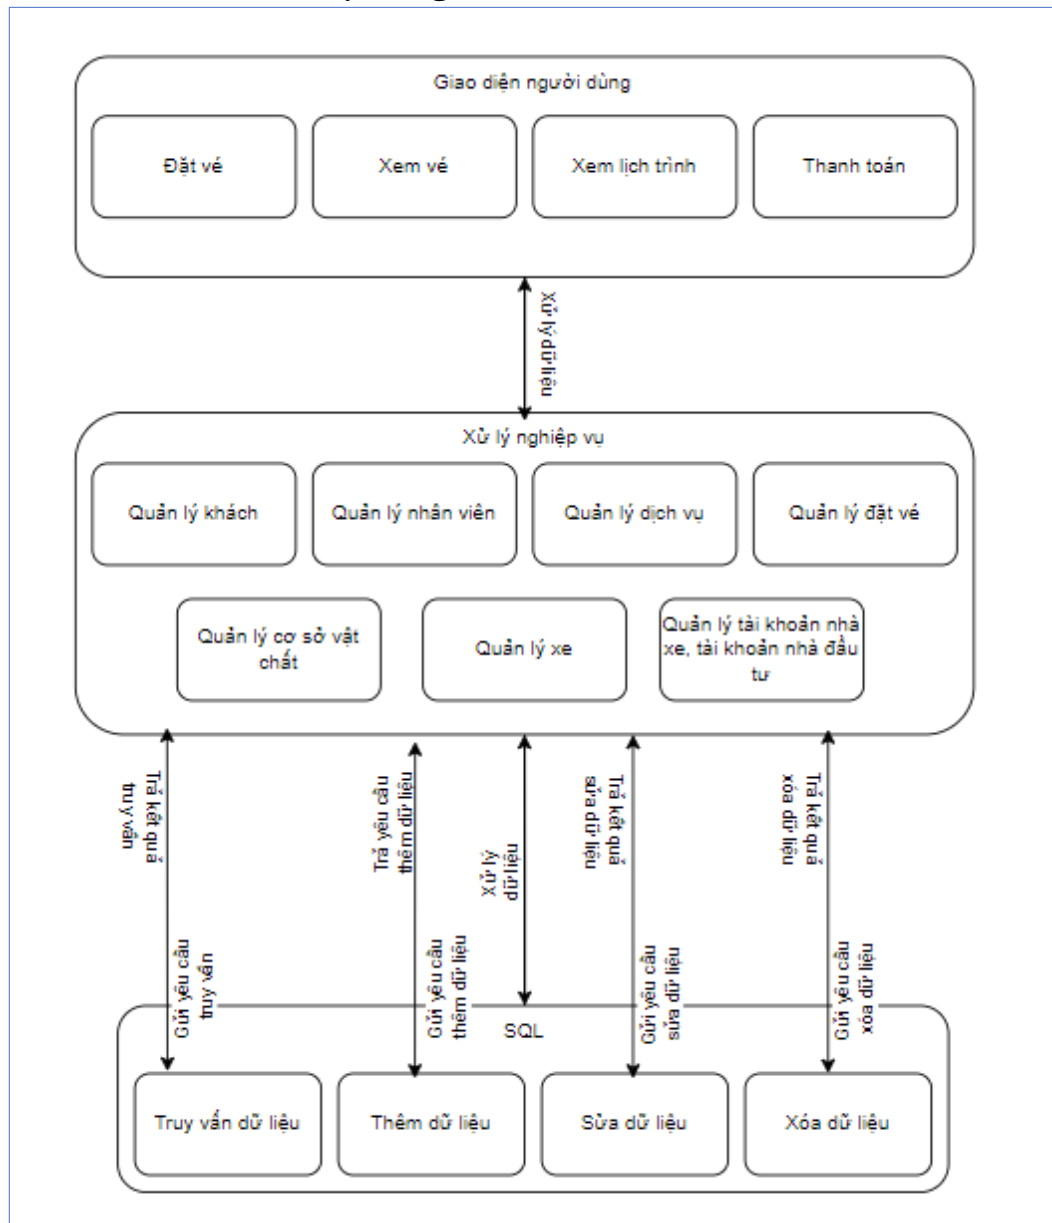 Giao diện người dùng
Đặt vé
Xem vé
Xem lịch trình
Thanh toán
Xử lý dữ liệu
Xử lý nghiệp vụ
Quản lý khách
Quản lý nhân viên
Quản lý dịch vụ
Quản lý đặt vé
Quản lý cơ sở vật
chất
Quản lý xe
Quản lý tài khoản nhà
xe, tài khoản nhà đầu
tư
Trả kết quả
truy vấn
Trả yêu cầu
thêm dữ liệu
Xử lý
dữ liệu
Trả kết quả
sửa dữ liệu
Trả kết quả
xóa dữ liệu
Gửi yêu cầu
truy vấn
Gửi yêu cầu
thêm dữ liệu
Gửi yêu cầu
sửa dữ liệu
Gửi yêu cầu
xóa dữ liệu
SQL
Truy vấn dữ liệu
Thêm dữ liệu
Sửa dữ liệu
Xóa dữ liệu